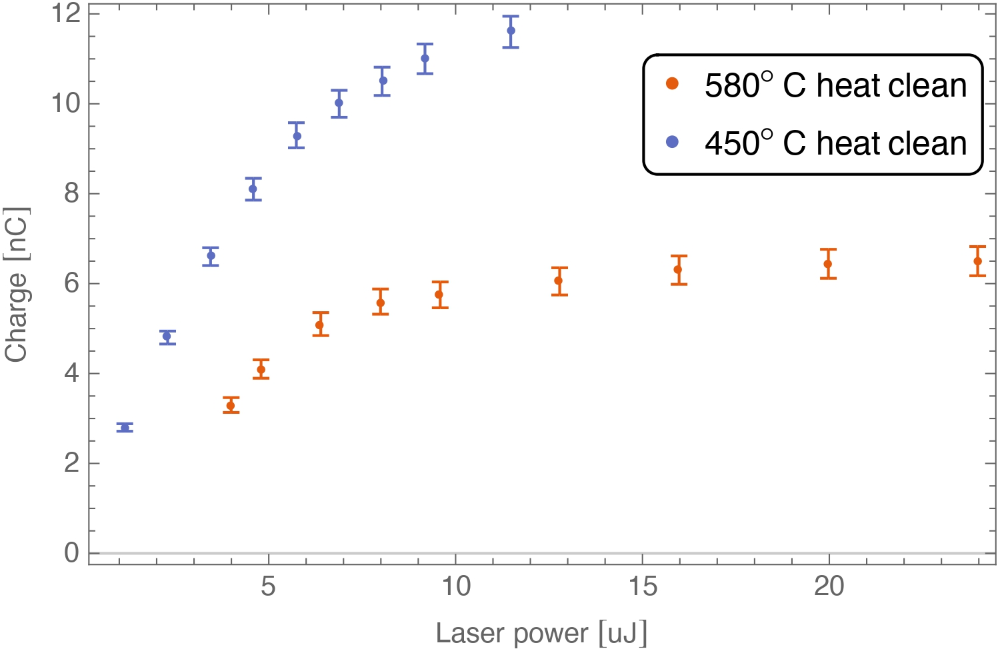 12
10
8
6
4
2
0
Charge [nC]
580° C heat clean
450° C heat clean
5 10 15 20
Laser power [uJ]